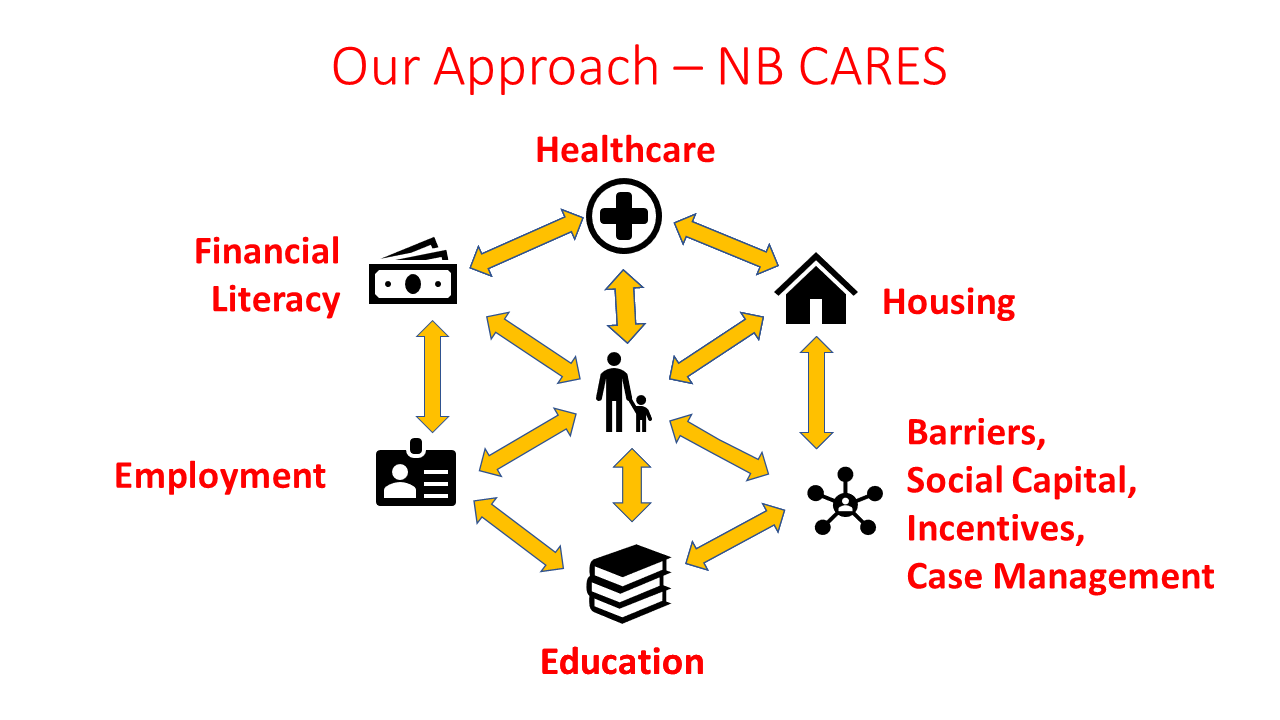 Our Approach – NB CARES
Healthcare
Financial
Literacy
Housing
Employment
Barriers,
Social Capital,
Incentives,
Case Management
Education